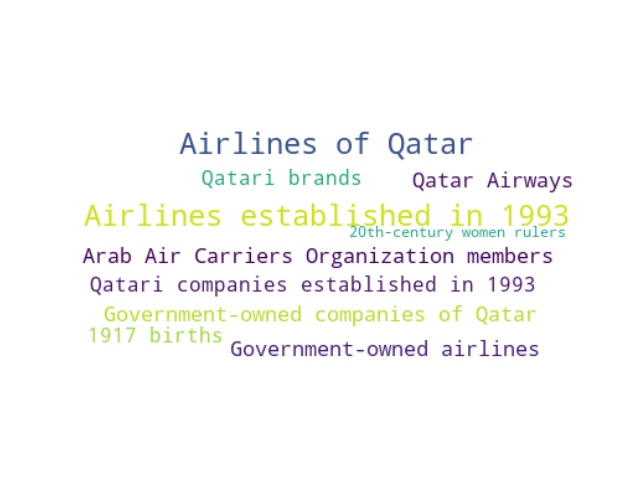 Airlines of Qatar
Qatari brands
Qatar Airways
Airlines established in 1993
20th-century women rulers
Arab Air Carriers Organization members
Qatari companies established in 1993
Government-owned companies of Qatar
1917 births
Government-owned airlines